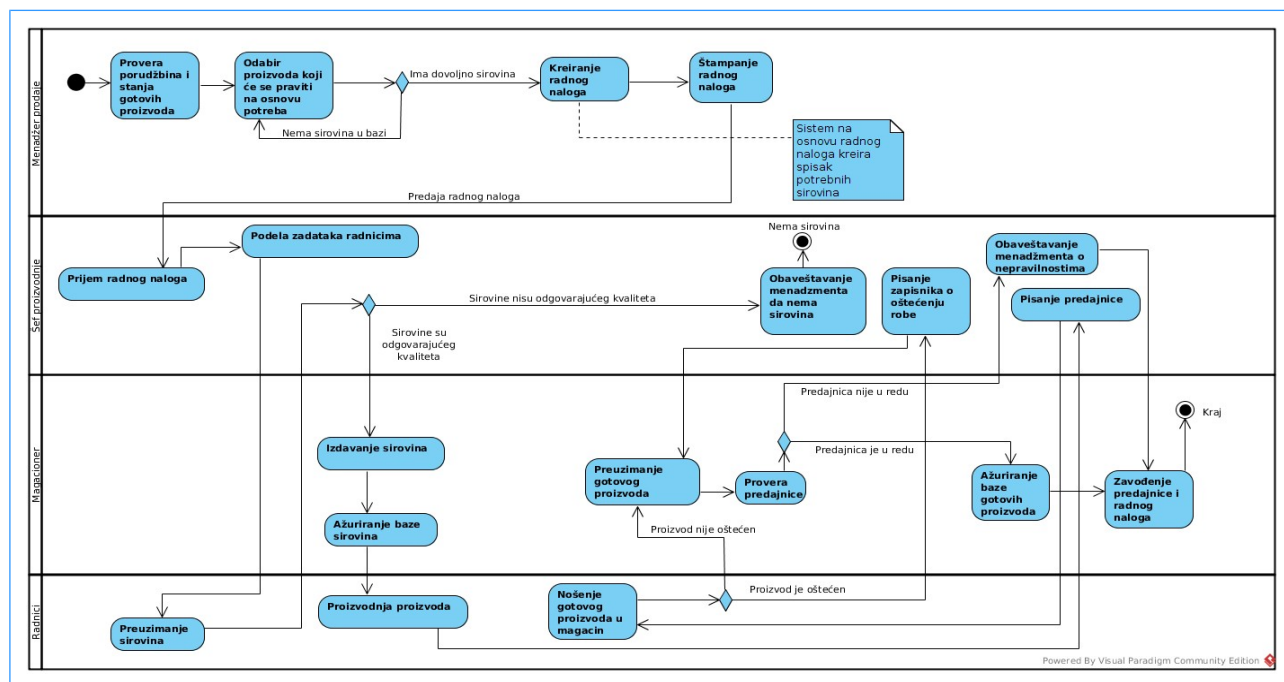 Menadžer prodaje
Provera
porudžbina i
stanja
gotovih
proizvoda
Odabir
proizvoda koji
će se praviti
na osnovu
potreba
Ima dovoljno sirovina
Nema sirovina u bazi
Kreiranje
radnog
naloga
Štampanje
radnog
naloga
Sistem na
osnovu radnog
naloga kreira
spisak
potrebnih
sirovina
Predaja radnog naloga
Šef proizvodnje
Prijem radnog naloga
Podela zadataka radnicima
Sirovine nisu odgovarajućeg kvaliteta
Sirovine su
odgovarajućeg
kvaliteta
Nema sirovina
Obaveštavanje
menadzmenta
da nema
sirovina
Pisanje
zapisnika o
oštećenju
robe
Obaveštavanje
menadžmenta o
nepravilnostima
Pisanje predajnice
Magacioner
Izdavanje sirovina
Ažuriranje baze
sirovina
Preuzimanje
gotovog
proizvoda
Provera
predajnice
Predajnica nije u redu
Predajnica je u redu
Ažuriranje
baze
gotovih
proizvoda
Zavođenje
predajnice i
radnog
naloga
Kraj
Proizvod nije oštećen
Radnici
Preuzimanje
sirovina
Proizvodnja proizvoda
Nošenje
gotovog
proizvoda u
magacin
Proizvod je oštećen
Powered By Visual Paradigm Community Edition